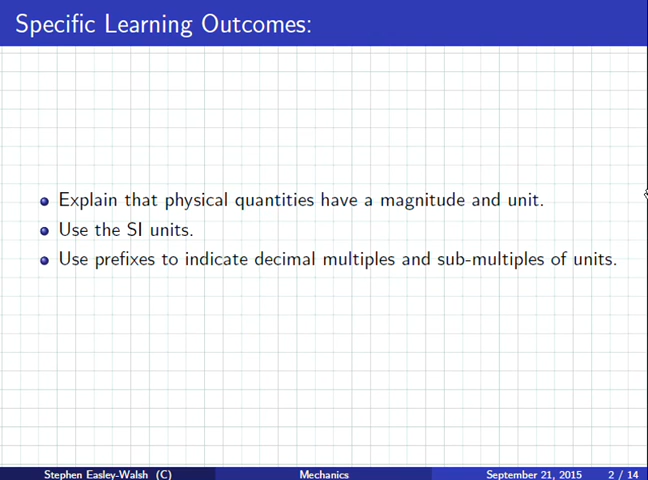 Specific Learning Outcomes:
Explain that physical quantities have a magnitude and unit.
Use the SI units.
Use prefixes to indicate decimal multiples and sub-multiples of units.
Stephen Easley-Walsh (C) Mechanics September 21, 2015 2 / 14